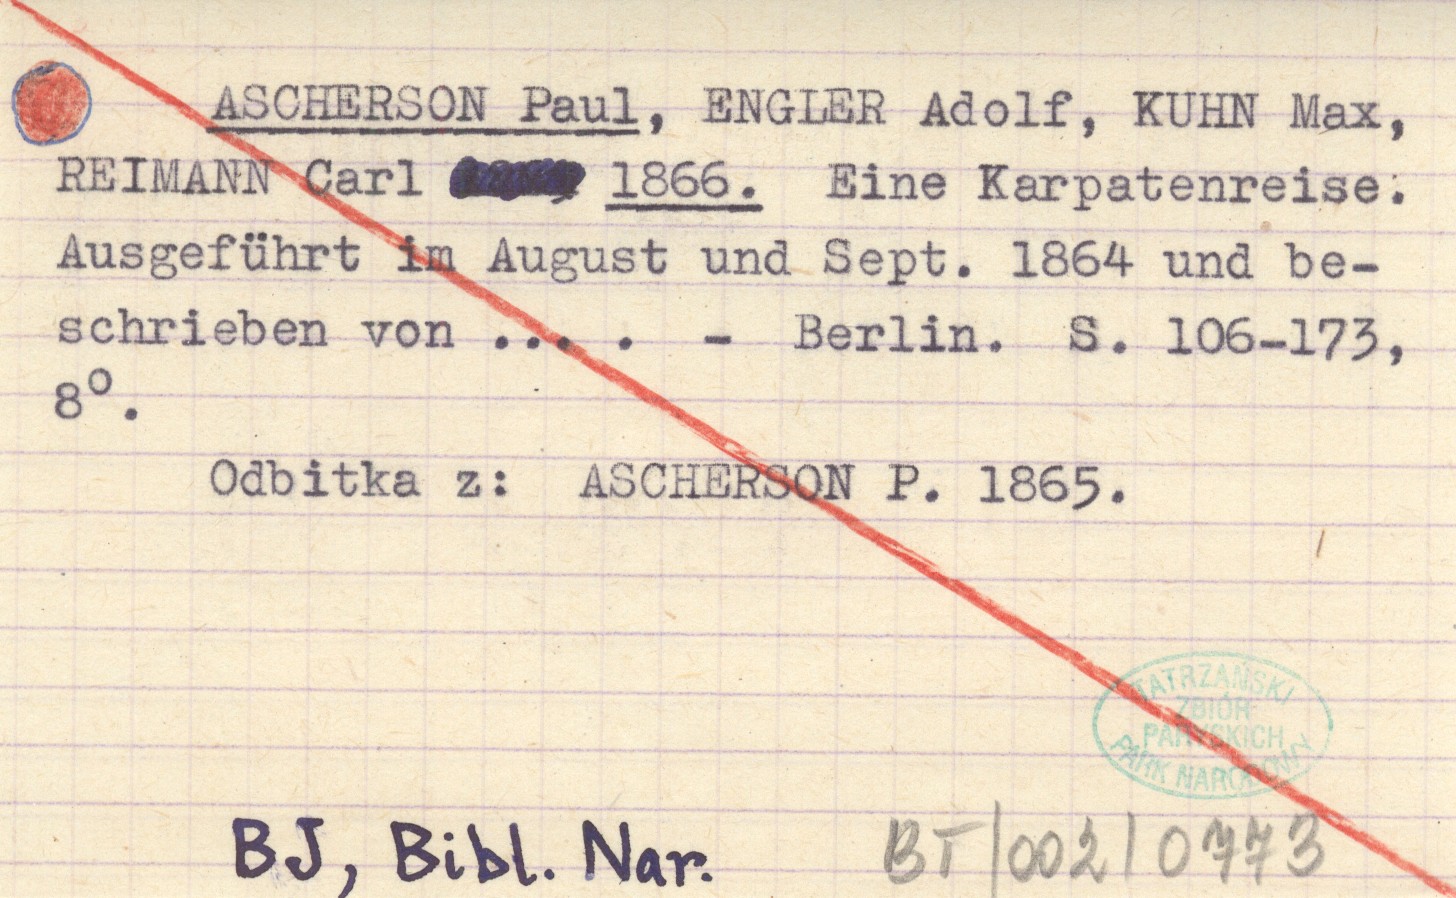 ASCHERSON Paul, ENGLER Adolf, KUHN Max,
REIMANN Carl 1866. Eine Karpatenreise.
Ausgeführt im August und Sept. 1864 und be-
schrieben von ... . - Berlin. S. 106-173,
8°.
Odbitka z: ASCHERSON P. 1865.
TATRZAŃSKI
ZBIÓR
PARYSKICH
PARK NARODOWY
BJ, Bibl. Nar.
BT/002/0773